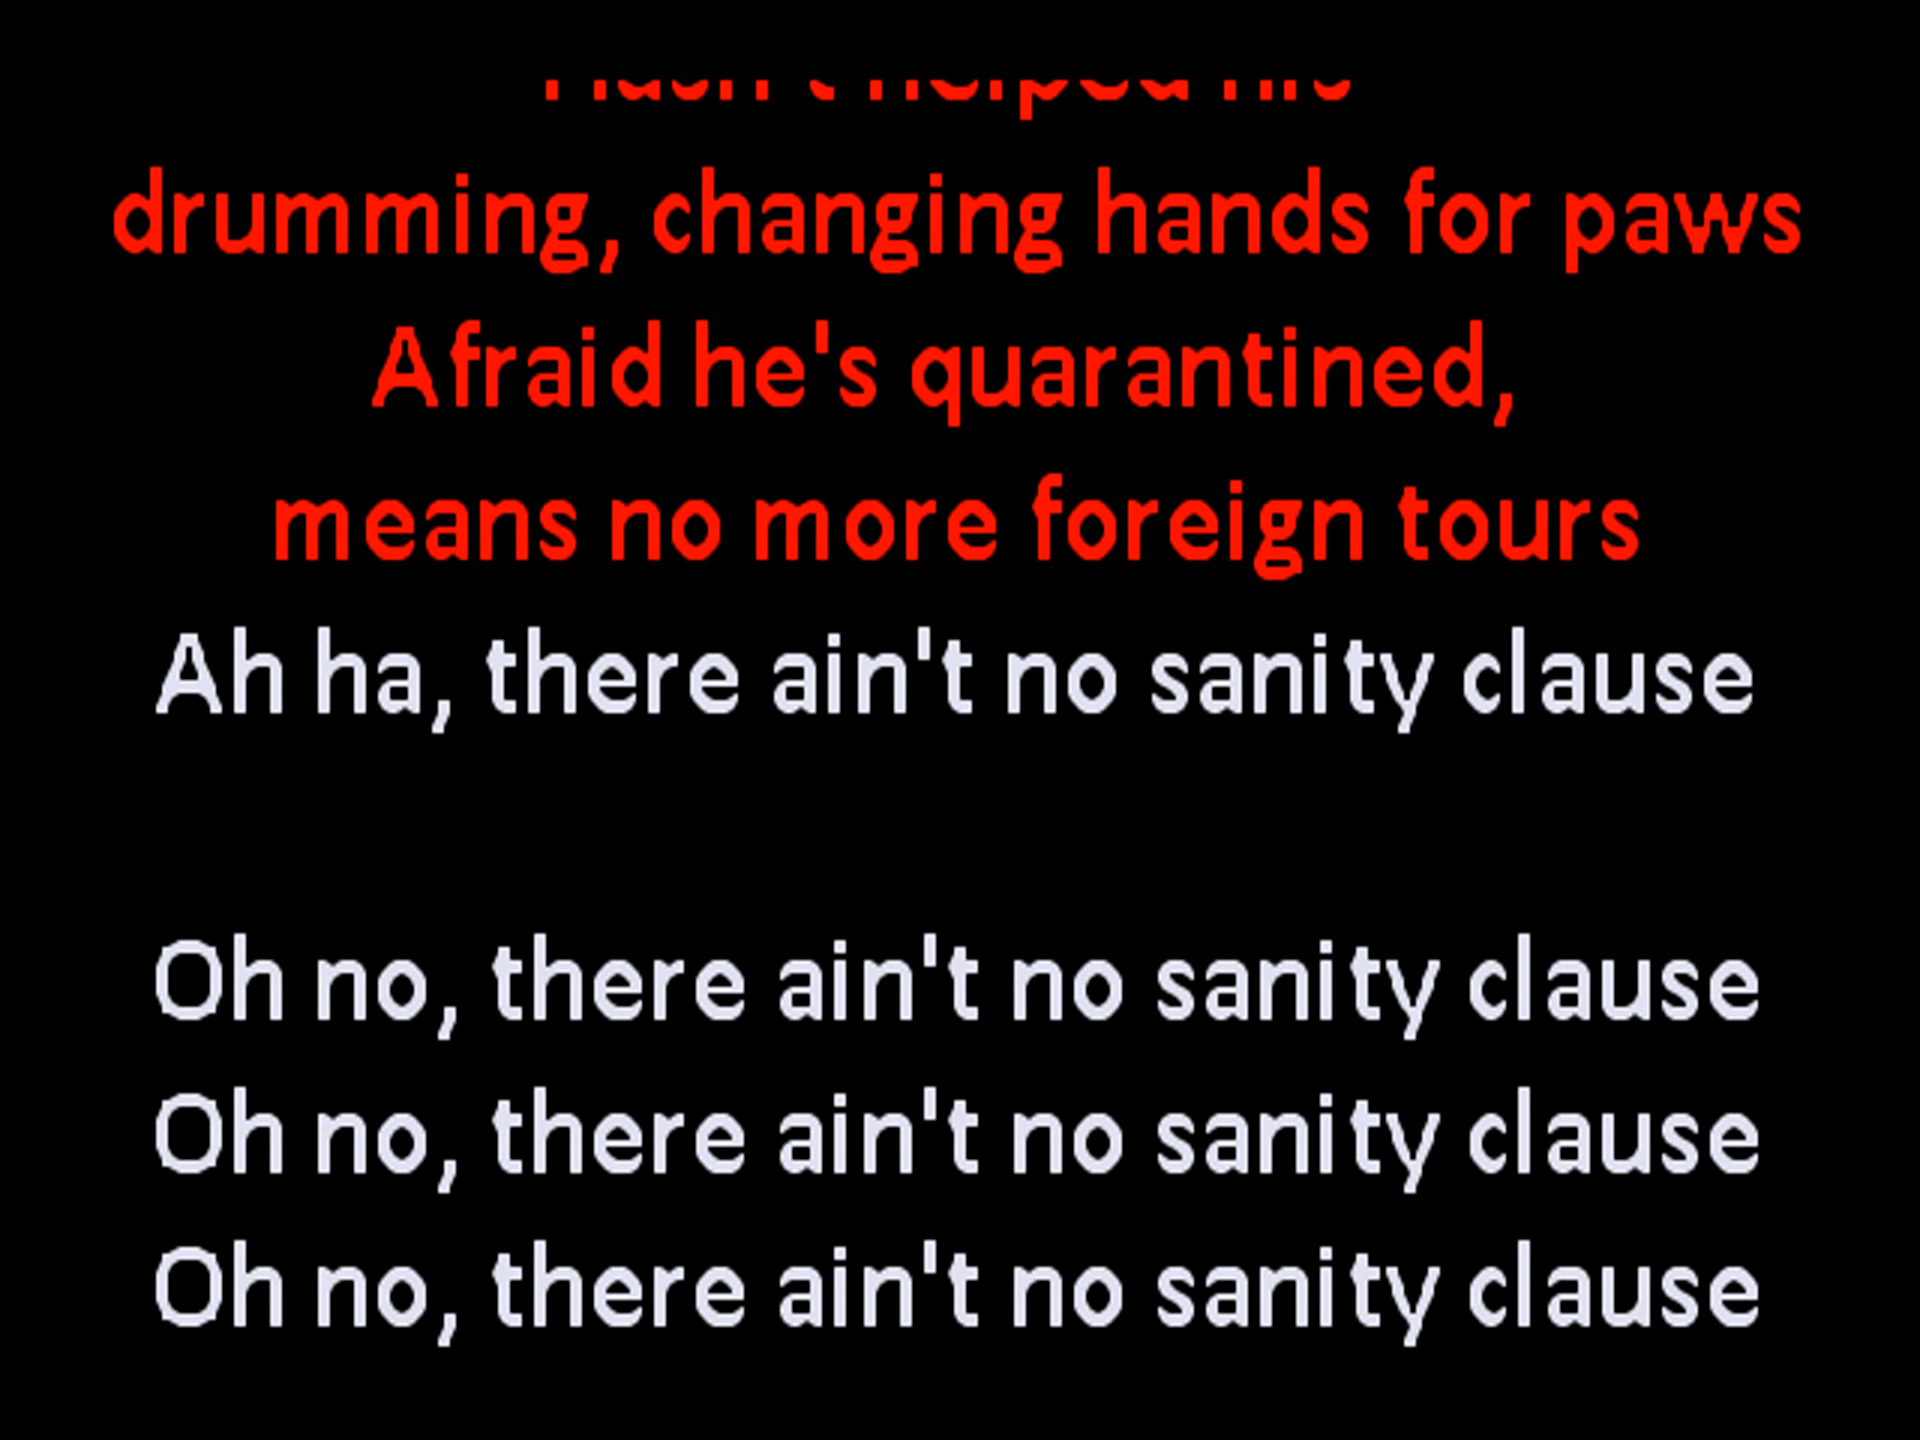 helped his
drumming, changing hands for paws
Afraid he's quarantined,
means no more foreign tours
Ah ha, there ain't no sanity clause
Oh no, there ain't no sanity clause
Oh no, there ain't no sanity clause
Oh no, there ain't no sanity clause